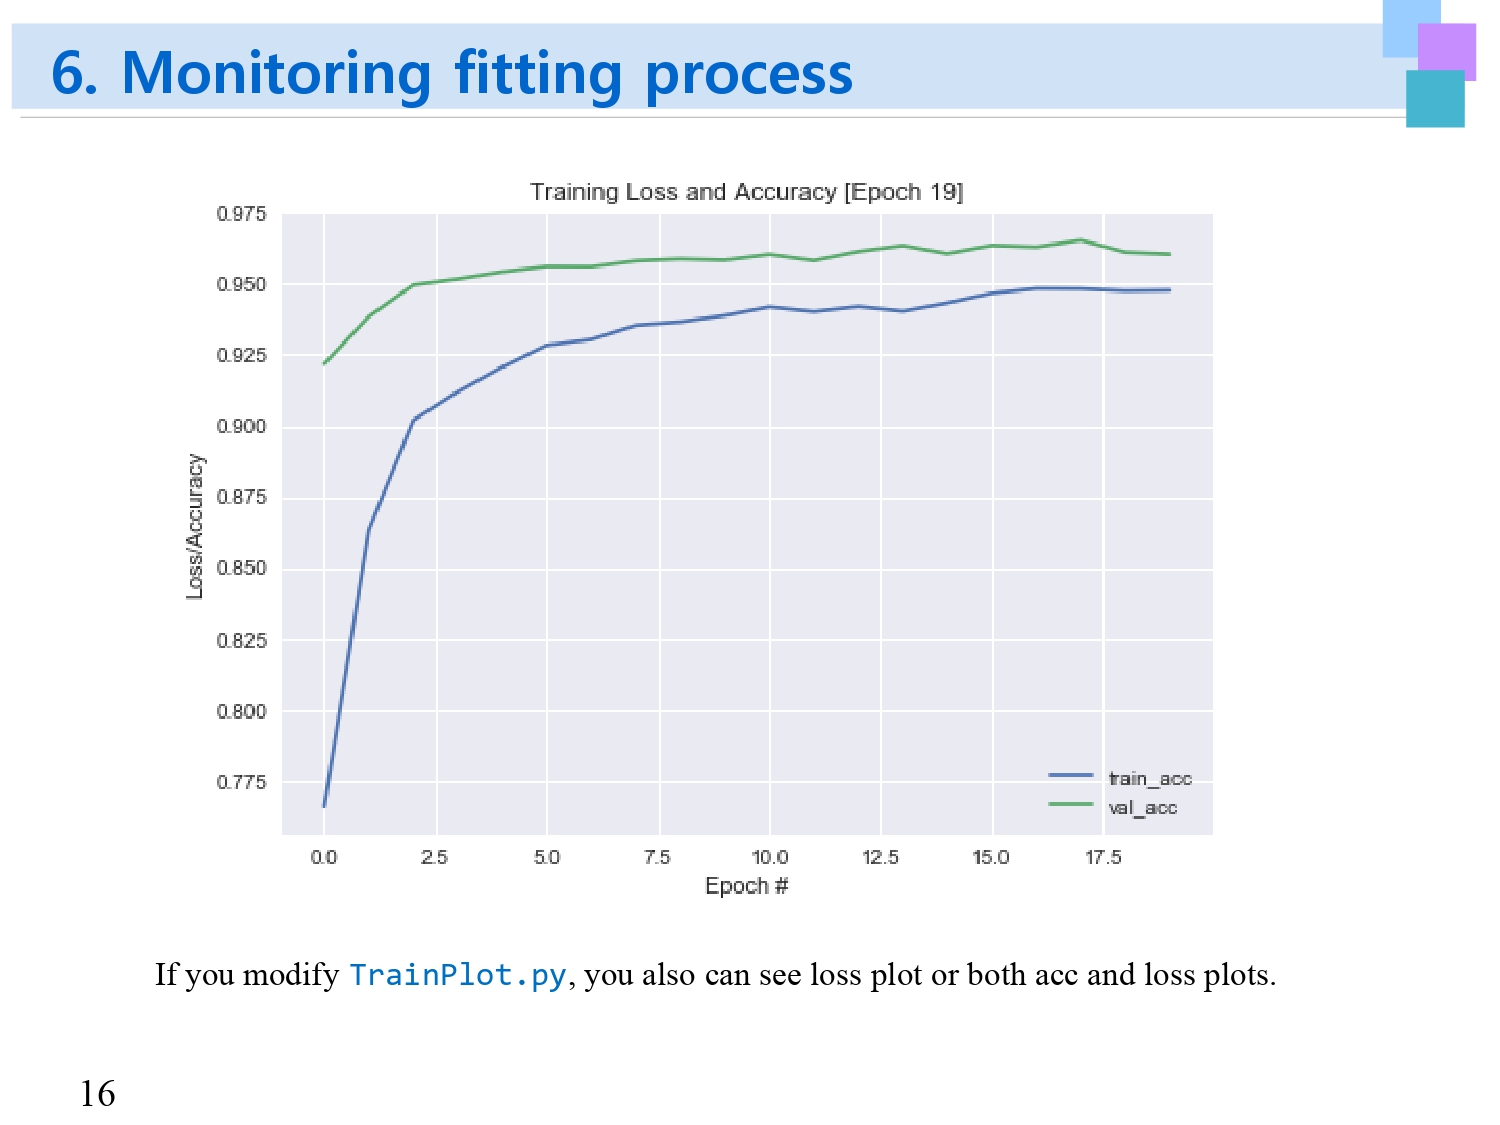 6. Monitoring fitting process
Training Loss and Accuracy [Epoch 19]
0.975
0.950
0.925
0.900
0.875
0.850
0.825
0.800
0.775
Loss/Accuracy
train_acc
val_acc
0.0 2.5 5.0 7.5 10.0 12.5 15.0 17.5
Epoch #
If you modify TrainPlot.py, you also can see loss plot or both acc and loss plots.
16